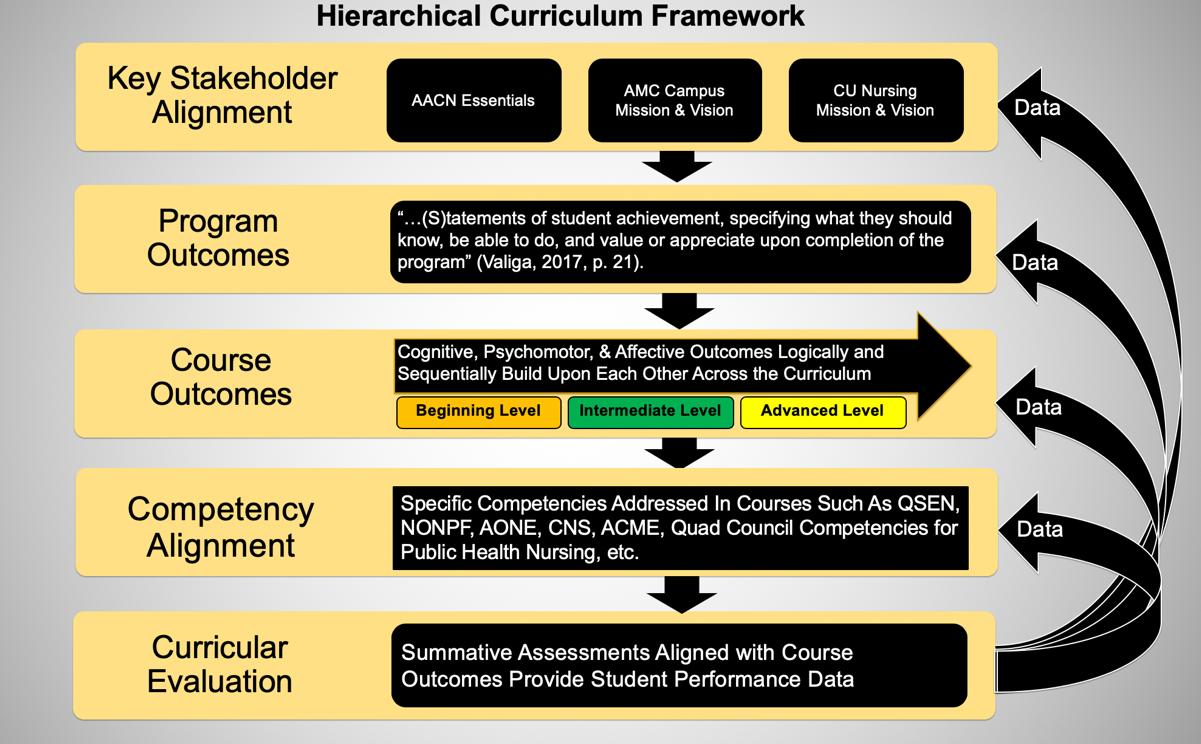 Hierarchical Curriculum Framework
Key Stakeholder
Alignment
AACN Essentials
AMC Campus
Mission & Vision
CU Nursing
Mission & Vision
Data
Program
Outcomes
“…(S)tatements of student achievement, specifying what they should
know, be able to do, and value or appreciate upon completion of the
program” (Valiga, 2017, p. 21).
Data
Course
Outcomes
Cognitive, Psychomotor, & Affective Outcomes Logically and
Sequentially Build Upon Each Other Across the Curriculum
Beginning Level
Intermediate Level
Advanced Level
Data
Competency
Alignment
Specific Competencies Addressed In Courses Such As QSEN,
NONPF, AONE, CNS, ACME, Quad Council Competencies for
Public Health Nursing, etc.
Data
Curricular
Evaluation
Summative Assessments Aligned with Course
Outcomes Provide Student Performance Data